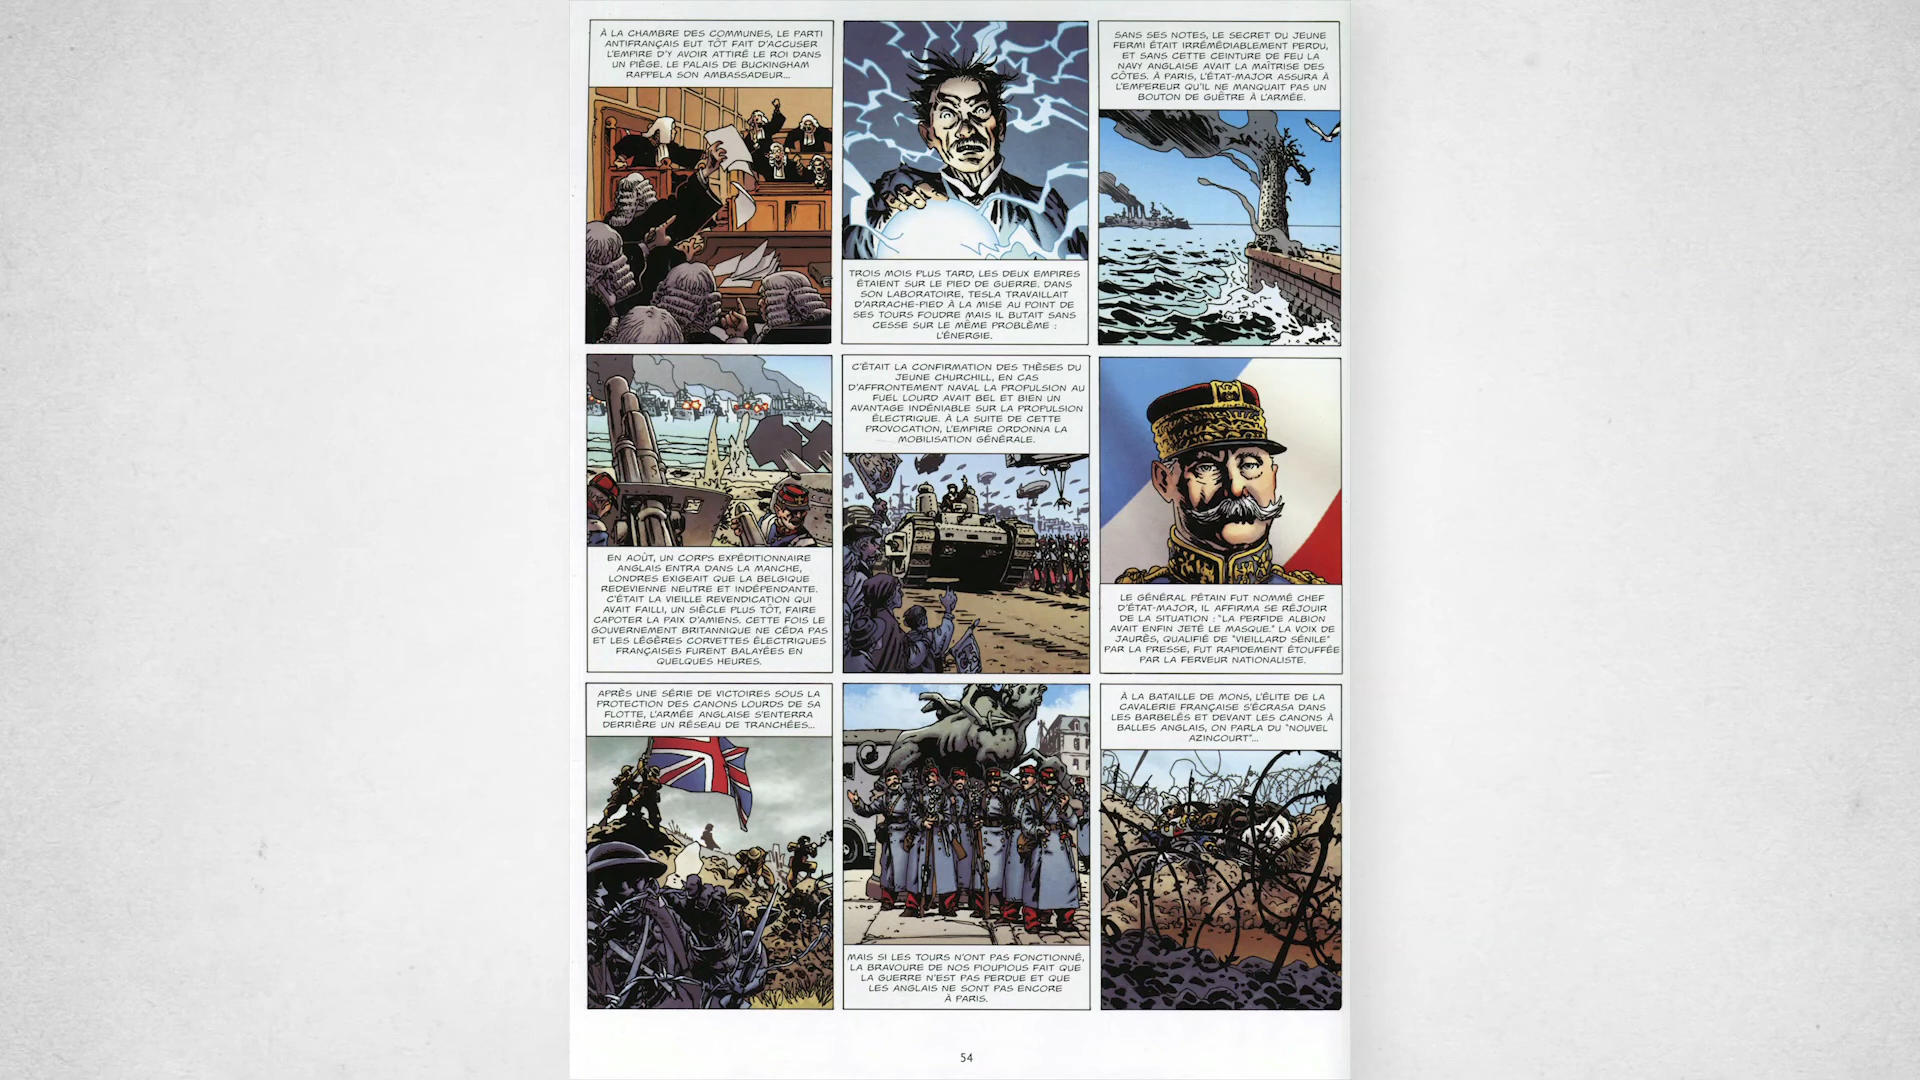 À LA CHAMBRE DES COMMUNES, LE PARTI
ANTIFRANÇAIS EUT TÔT FAIT D'ACCUSER
L'EMPIRE D'Y AVOIR ATTIRÉ LE ROI DANS
UN PIÈGE. LE PALAIS DE BUCKINGHAM
RAPPELA SON AMBASSADEUR...
TROIS MOIS PLUS TARD, LES DEUX EMPIRES
ÉTAIENT SUR LE PIED DE GUERRE. DANS
SON LABORATOIRE, TESLA TRAVAILLAIT
D'ARRACHE-PIED À LA MISE AU POINT DE
SES TOURS FOUDRE MAIS IL BUTAIT SANS
CESSE SUR LE MÊME PROBLÈME :
L'ÉNERGIE.
SANS SES NOTES, LE SECRET DU JEUNE
FERMI ÉTAIT IRRÉMÉDIABLEMENT PERDU,
ET SANS CETTE CEINTURE DE FEU LA
NAVY ANGLAISE AVAIT LA MAÎTRISE DES
CÔTES. À PARIS, L'ÉTAT-MAJOR ASSURA À
L'EMPEREUR QU'IL NE MANQUAIT PAS UN
BOUTON DE GUÊTRE À L'ARMÉE.
EN AOÛT, UN CORPS EXPÉDITIONNAIRE
ANGLAIS ENTRA DANS LA MANCHE,
LONDRES EXIGEAIT QUE LA BELGIQUE
REDEVIENNE NEUTRE ET INDÉPENDANTE.
C'ÉTAIT LA VIEILLE REVENDICATION QUI
AVAIT FAILLI, UN SIÈCLE PLUS TÔT, FAIRE
CAPOTER LA PAIX D'AMIENS. CETTE FOIS LE
GOUVERNEMENT BRITANNIQUE NE CÉDA PAS
ET LES LÉGÈRES CORVETTES ÉLECTRIQUES
FRANÇAISES FURENT BALAYÉES EN
QUELQUES HEURES.
C'ÉTAIT LA CONFIRMATION DES THÈSES DU
JEUNE CHURCHILL, EN CAS
D'AFFRONTEMENT NAVAL LA PROPULSION AU
FUEL LOURD AVAIT BEL ET BIEN UN
AVANTAGE INDÉNIABLE SUR LA PROPULSION
ÉLECTRIQUE. À LA SUITE DE CETTE
PROVOCATION, L'EMPIRE ORDONNA LA
MOBILISATION GÉNÉRALE.
LE GÉNÉRAL PÉTAIN FUT NOMMÉ CHEF
D'ÉTAT-MAJOR, IL AFFIRMA SE RÉJOUIR
DE LA SITUATION : "LA PERFIDE ALBION
AVAIT ENFIN JETÉ LE MASQUE." LA VOIX DE
JAURÈS, QUALIFIÉ DE "VIEILLARD SÉNILE"
PAR LA PRESSE, FUT RAPIDEMENT ÉTOUFFÉE
PAR LA FERVEUR NATIONALISTE.
APRÈS UNE SÉRIE DE VICTOIRES SOUS LA
PROTECTION DES CANONS LOURDS DE SA
FLOTTE, L'ARMÉE ANGLAISE S'ENTERRA
DERRIÈRE UN RÉSEAU DE TRANCHÉES...
MAIS SI LES TOURS N'ONT PAS FONCTIONNÉ,
LA BRAVOURE DE NOS PIOUPIOUS FAIT QUE
LA GUERRE N'EST PAS PERDUE ET QUE
LES ANGLAIS NE SONT PAS ENCORE
À PARIS.
À LA BATAILLE DE MONS, L'ÉLITE DE LA
CAVALERIE FRANÇAISE S'ÉCRASA DANS
LES BARBELÉS ET DEVANT LES CANONS À
BALLES ANGLAIS, ON PARLA DU "NOUVEL
AZINCOURT"...
54